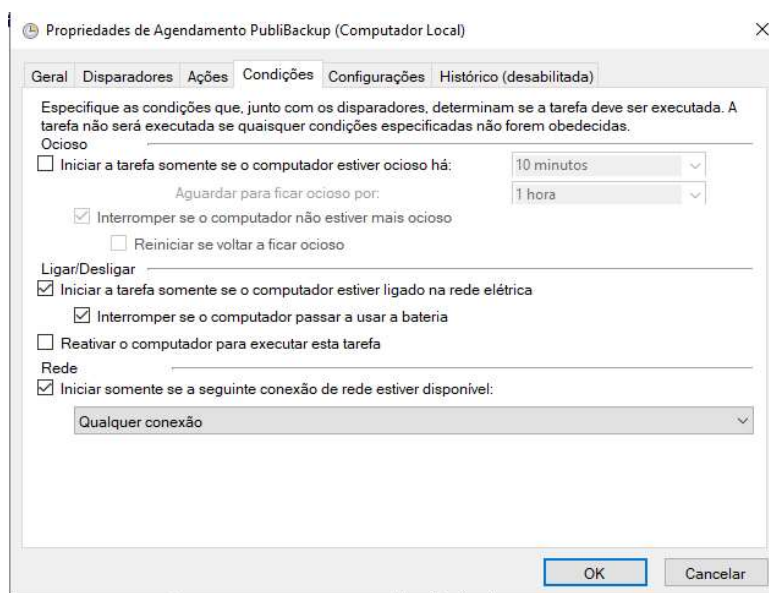 Propriedades de Agendamento PubliBackup (Computador Local)
Geral Disparadores Ações Condições Configurações Histórico (desabilitada)
Especifique as condições que, junto com os disparadores, determinam se a tarefa deve ser executada. A
tarefa não será executada se quaisquer condições especificadas não forem obedecidas.
Ocioso
Iniciar a tarefa somente se o computador estiver ocioso há: 10 minutos
Aguardar para ficar ocioso por: 1 hora
Interromper se o computador não estiver mais ocioso
Reiniciar se voltar a ficar ocioso
Ligar/Desligar
Iniciar a tarefa somente se o computador estiver ligado na rede elétrica
Interromper se o computador passar a usar a bateria
Reativar o computador para executar esta tarefa
Rede
Iniciar somente se a seguinte conexão de rede estiver disponível:
Qualquer conexão
OK Cancelar